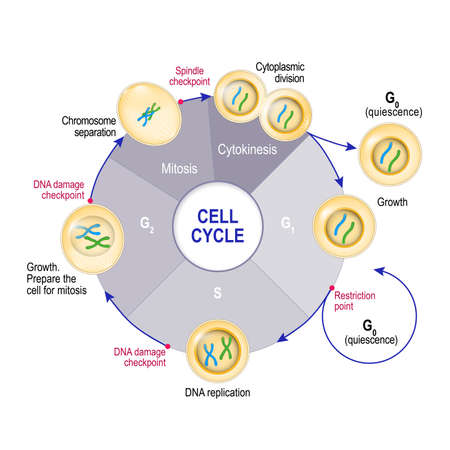 Cytoplasmic
division
Spindle
checkpoint
G0
(quiescence)
Chromosome
separation
Cytokinesis
Mitosis
DNA damage
checkpoint
Growth
G2
CELL
CYCLE
G1
Growth.
Prepare the
cell for mitosis
S
Restriction
point
G0
(quiescence)
DNA damage
checkpoint
DNA replication